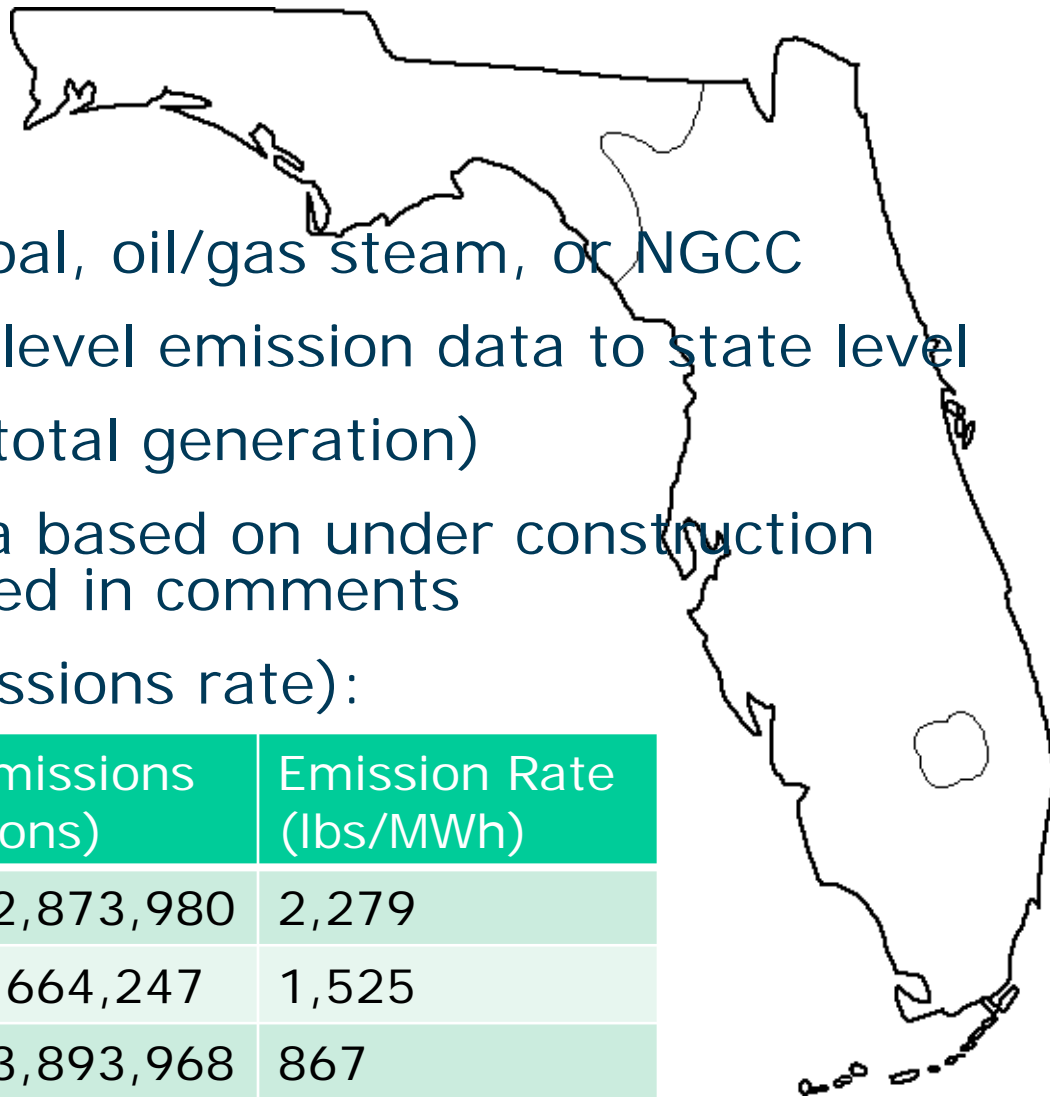 oal, oil/gas steam, or NGCC
level emission data to state level
total generation)
a based on under construction
ed in comments
ssions rate):
missions Emission Rate
ons) (lbs/MWh)
2,873,980 2,279
664,247 1,525
3,893,968 867